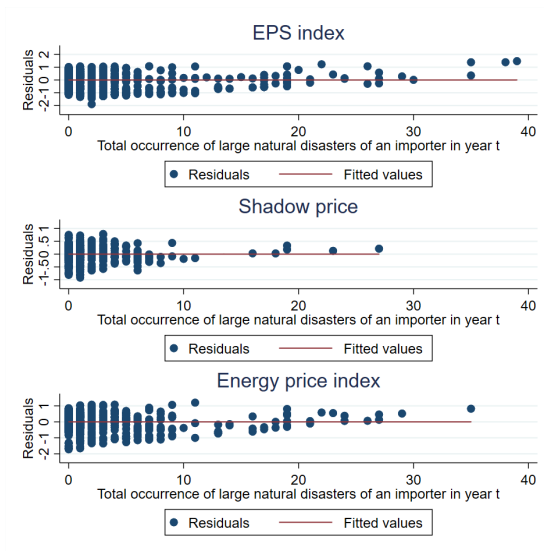 EPS index
Residuals
-2 -1 0 1 2
0 10 20 30 40
Total occurrence of large natural disasters of an importer in year t
Residuals Fitted values
Shadow price
Residuals
-1 -.5 0 .5 1
0 10 20 30 40
Total occurrence of large natural disasters of an importer in year t
Residuals Fitted values
Energy price index
Residuals
-2 -1 0 1
0 10 20 30 40
Total occurrence of large natural disasters of an importer in year t
Residuals Fitted values